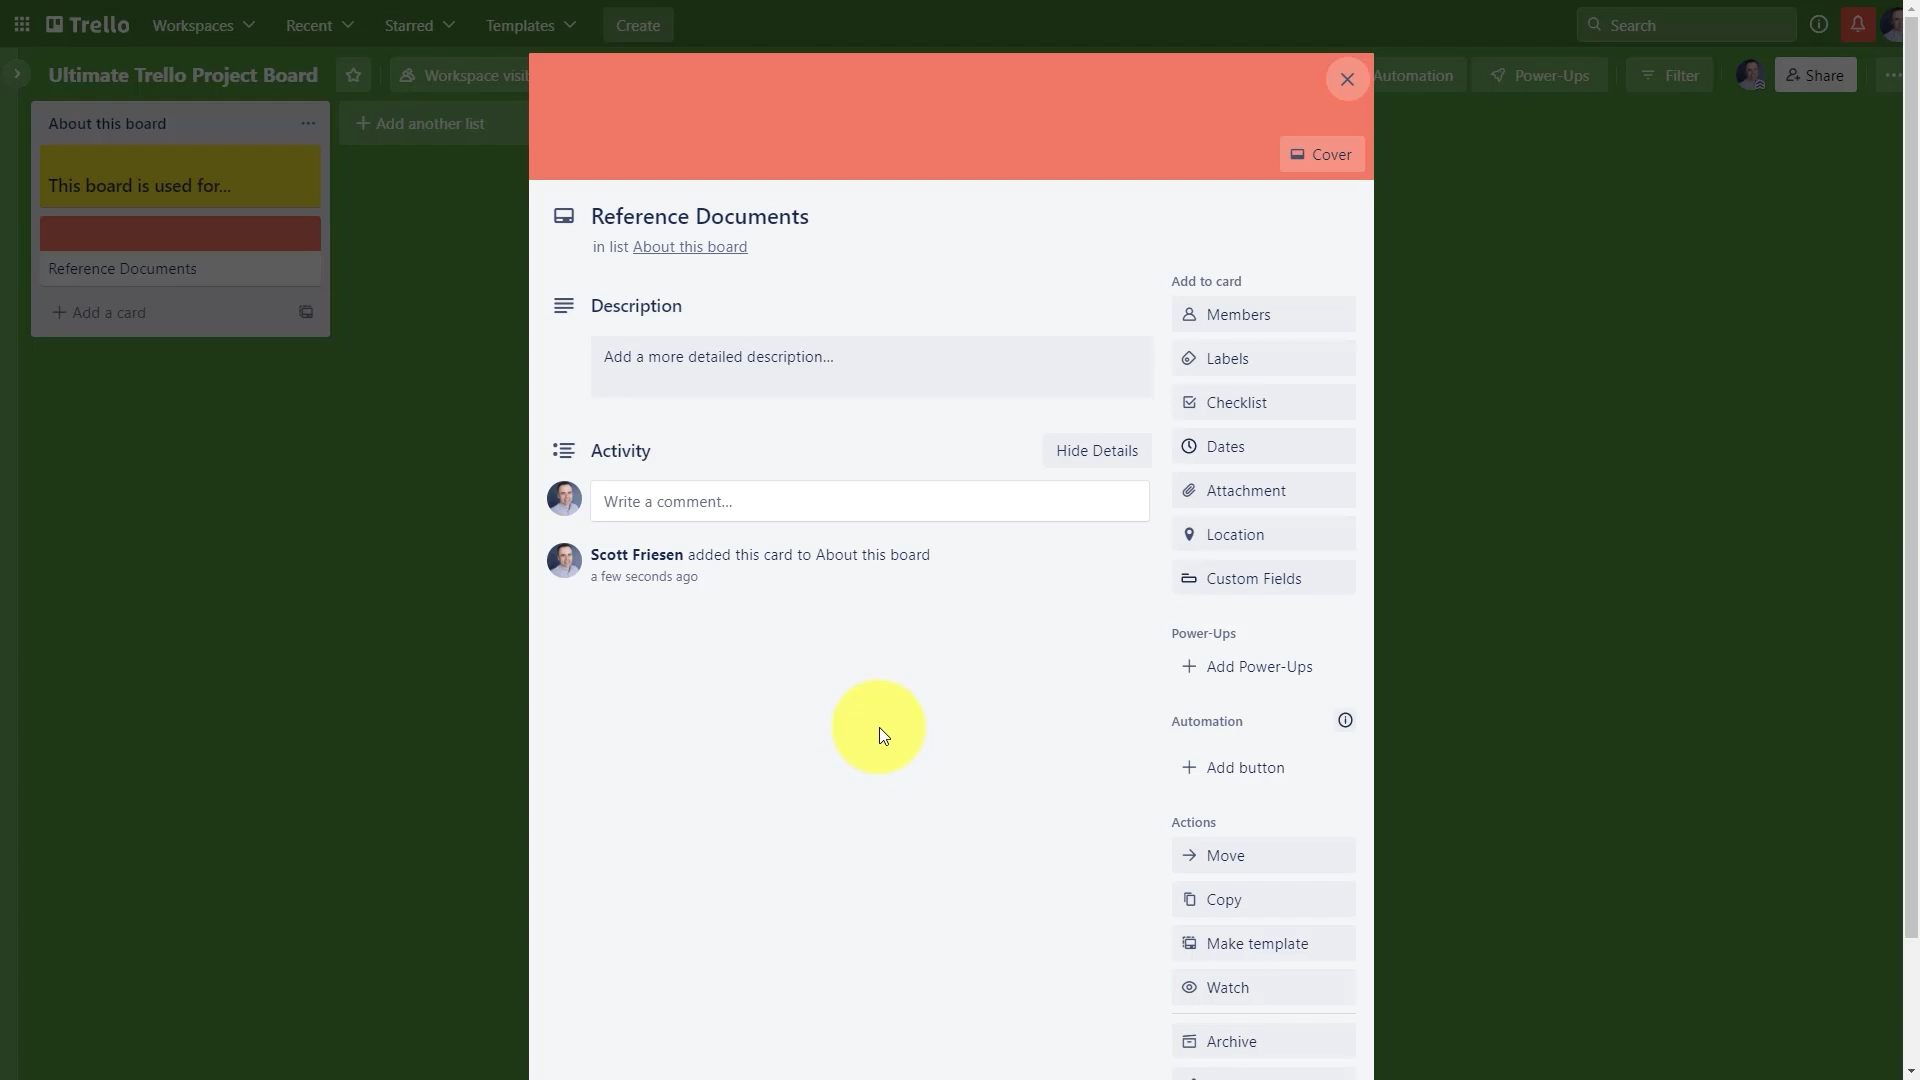 Trello
Workspaces
Recent
Starred
Templates
Create
Search
Ultimate Trello Project Board
Workspace visi
Automation
Power-Ups
Filter
Share
About this board
This board is used for...
Reference Documents
Add a card
Add another list
Cover
Reference Documents
in list About this board
Description
Add a more detailed description...
Activity
Hide Details
Write a comment...
Scott Friesen added this card to About this board
a few seconds ago
Add to card
Members
Labels
Checklist
Dates
Attachment
Location
Custom Fields
Power-Ups
Add Power-Ups
Automation
Add button
Actions
Move
Copy
Make template
Watch
Archive